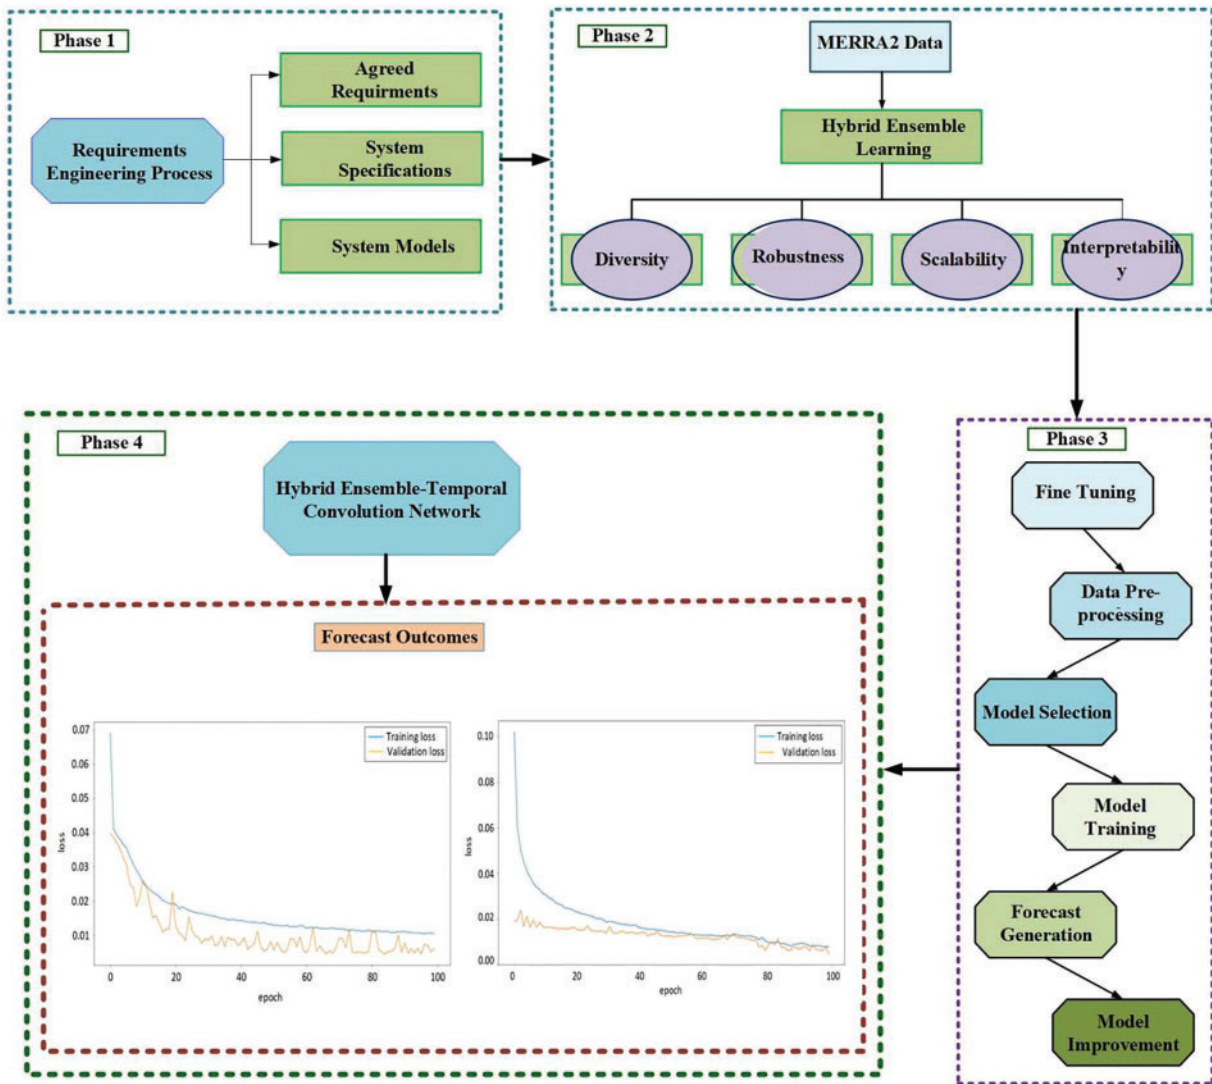 Phase 1
Agreed
Requirments
Requirements
Engineering Process
System
Specifications
System Models
Phase 2
MERRA2 Data
Hybrid Ensemble
Learning
Diversity
Robustness
Scalability
Interpretabilit
y
Phase 3
Fine Tuning
Data Pre-
processing
Model Selection
Model
Training
Forecast
Generation
Model
Improvement
Phase 4
Hybrid Ensemble-Temporal
Convolution Network
Forecast Outcomes
0.07
0.06
0.05
0.04
0.03
0.02
0.01
loss
Training loss
Validation loss
0
20
40
60
80
100
epoch
0.10
0.08
0.06
0.04
0.02
0.00
loss
Training loss
Validation loss
0
20
40
60
80
100
epoch